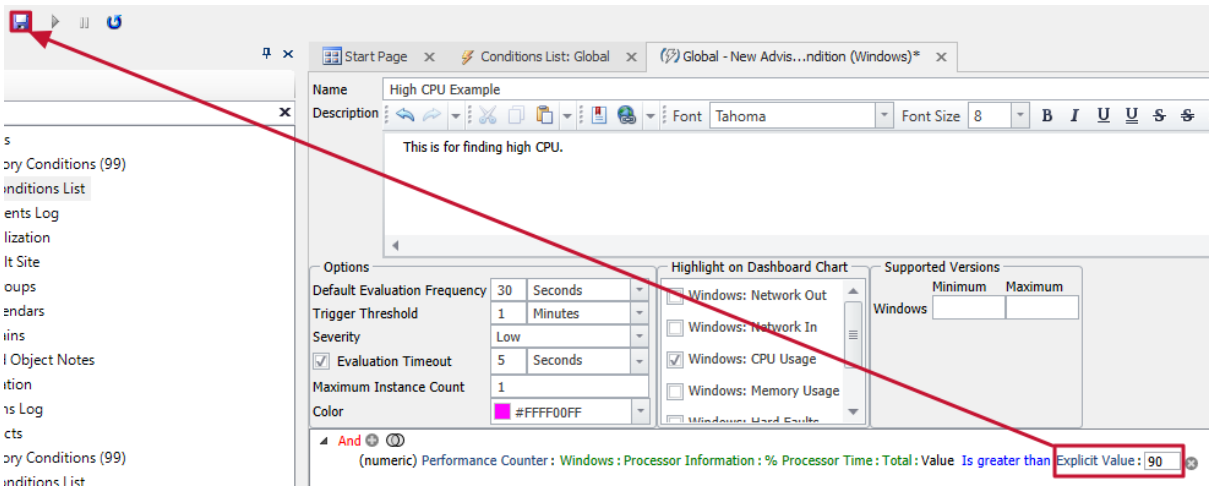 Start Page
Conditions List: Global
Global - New Advis...ndition (Windows)*
Name High CPU Example
Description Font Tahoma Font Size 8 B I U U S S
This is for finding high CPU.
s
ory Conditions (99)
onditions List
ents Log
lization
lt Site
oups
endars
ains
d Object Notes
ation
ns Log
cts
ory Conditions (99)
onditions List
Options
Default Evaluation Frequency 30 Seconds
Trigger Threshold 1 Minutes
Severity Low
Evaluation Timeout 5 Seconds
Maximum Instance Count 1
Color #FFFF00FF
Highlight on Dashboard Chart
Windows: Network Out
Windows: Network In
Windows: CPU Usage
Windows: Memory Usage
Windows: Hard Faults
Supported Versions
Minimum Maximum
Windows
And
(numeric) Performance Counter : Windows : Processor Information : % Processor Time : Total : Value Is greater than Explicit Value : 90